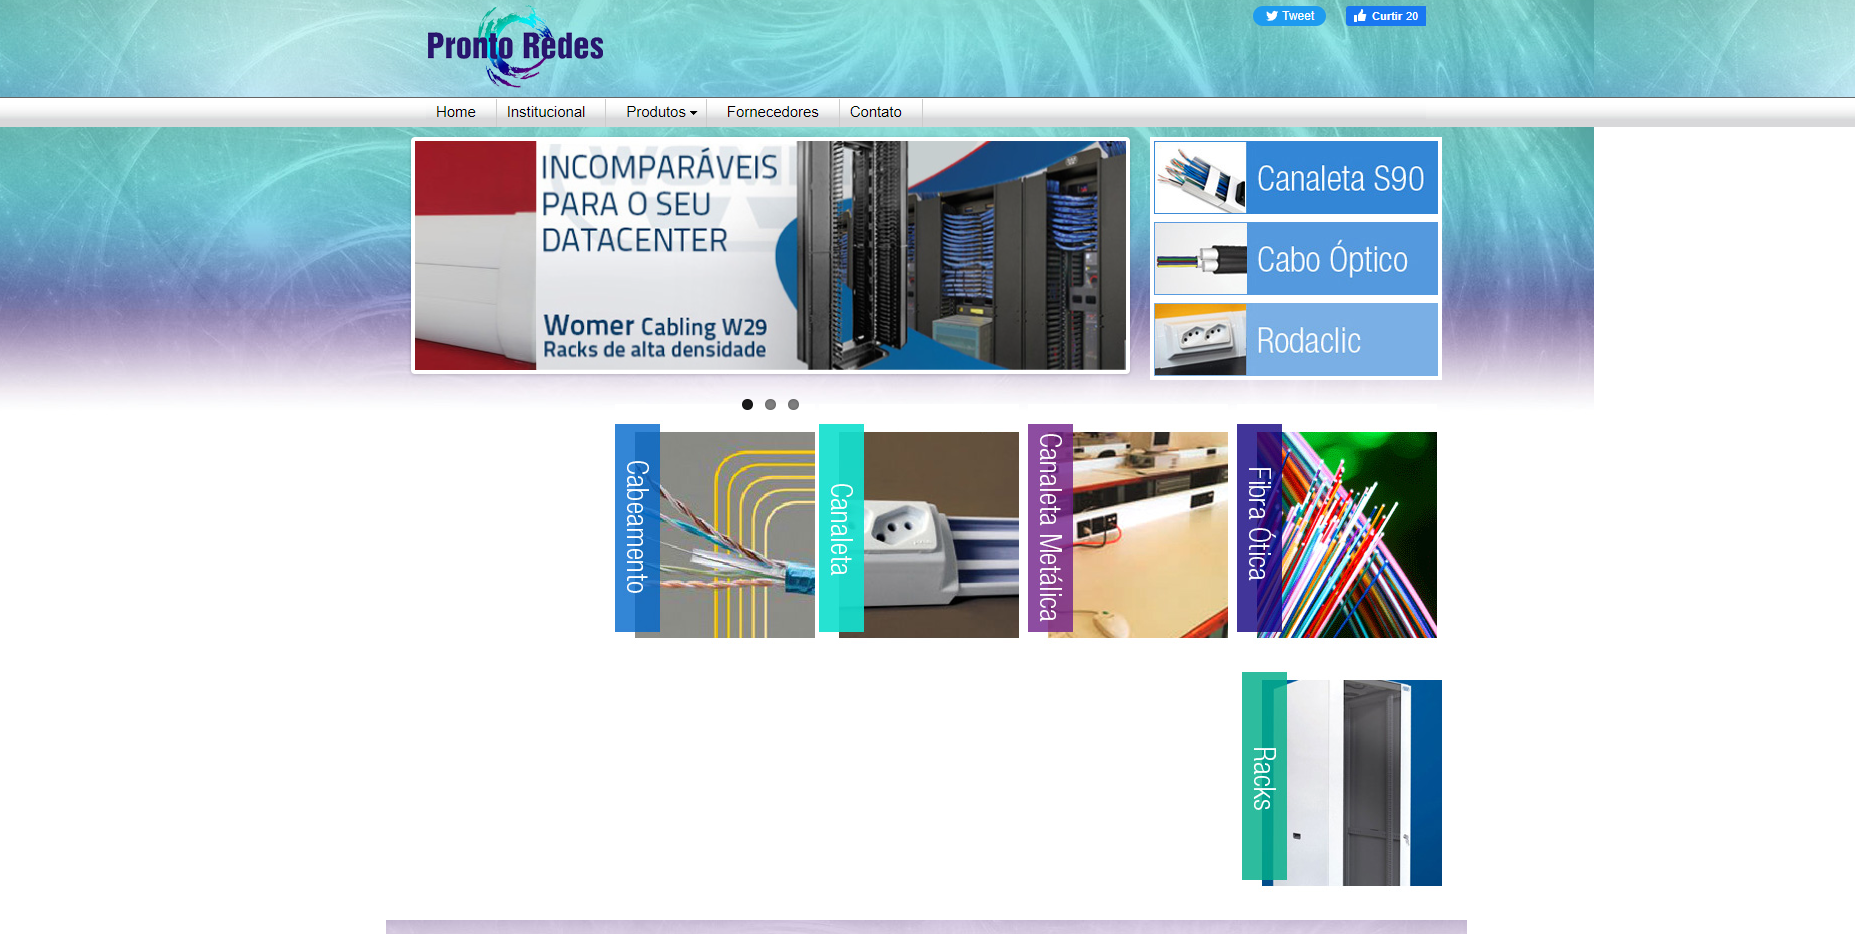 Pronto Redes
Tweet
Curtir 20
Home
Institucional
Produtos
Fornecedores
Contato
INCOMPARÁVEIS
PARA O SEU
DATACENTER
Womer Cabling W29
Racks de alta densidade
Canaleta S90
Cabo Óptico
Rodaclic
Cabeamento
Canaleta
Canaleta Metálica
Fibra Ótica
Racks